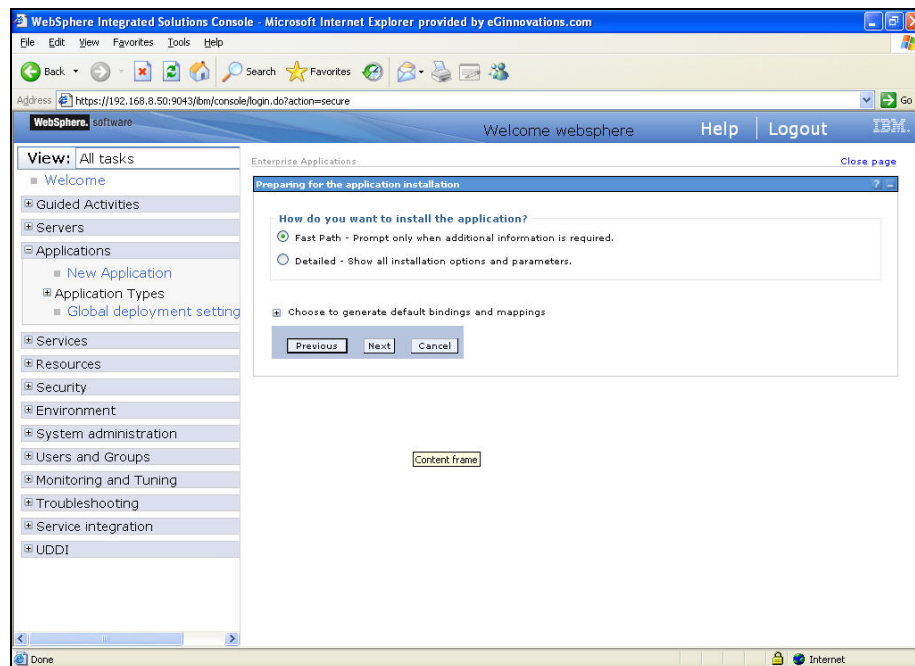 WebSphere Integrated Solutions Console - Microsoft Internet Explorer provided by eGinnovations.com
File Edit View Favorites Tools Help
Back Search Favorites
Address https://192.168.8.50:9043/ibm/console/login.do?action=secure Go
WebSphere. software Welcome websphere Help Logout IBM.
View: All tasks
Enterprise Applications Close page
Welcome
Preparing for the application installation ? -
Guided Activities
How do you want to install the application?
Servers
Fast Path - Prompt only when additional information is required.
Applications
Detailed - Show all installation options and parameters.
New Application
Application Types
Global deployment setting
Choose to generate default bindings and mappings
Services
Previous Next Cancel
Resources
Security
Environment
System administration
Users and Groups
Content frame
Monitoring and Tuning
Troubleshooting
Service integration
UDDI
Done Internet